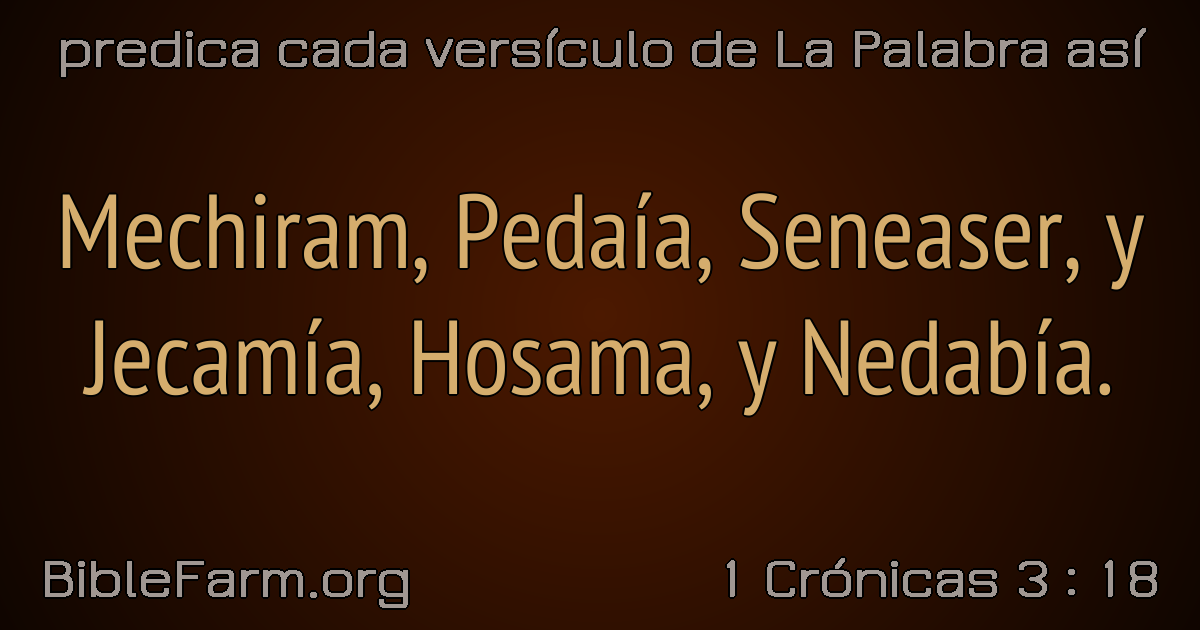 predica cada versículo de La Palabra así
Mechiram, Pedaía, Seneaser, y
Jecamía, Hosama, y Nedabía.
BibleFarm.org
1 Crónicas 3 : 18